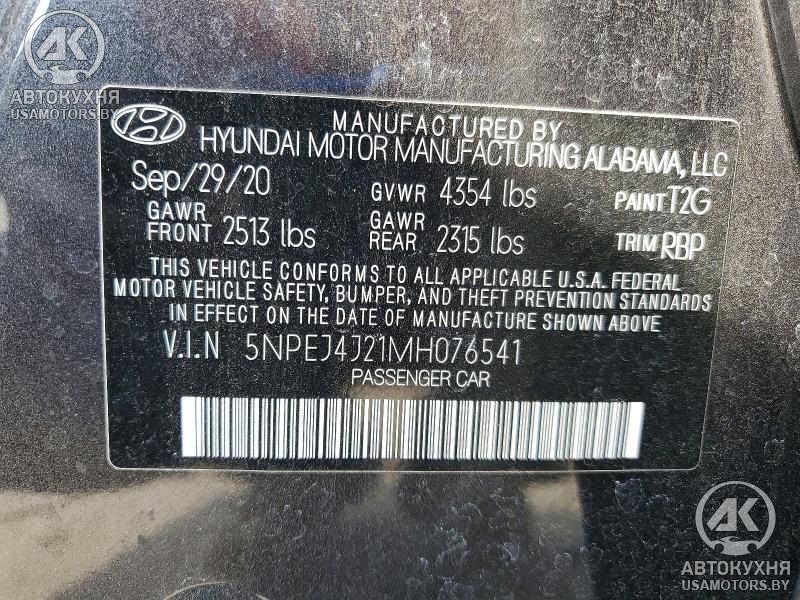 AK
АВТОКУХНЯ
USAMOTORS.BY
MANUFACTURED BY
HYUNDAI MOTOR MANUFACTURING ALABAMA, LLC
Sep/29/20 GVWR 4354 lbs PAINT T2G
GAWR FRONT 2513 lbs GAWR REAR 2315 lbs TRIM RBP
THIS VEHICLE CONFORMS TO ALL APPLICABLE U.S.A. FEDERAL
MOTOR VEHICLE SAFETY, BUMPER, AND THEFT PREVENTION STANDARDS
IN EFFECT ON THE DATE OF MANUFACTURE SHOWN ABOVE
V.I.N 5NPEJ4J21MH076541
PASSENGER CAR
AK
АВТОКУХНЯ
USAMOTORS.BY